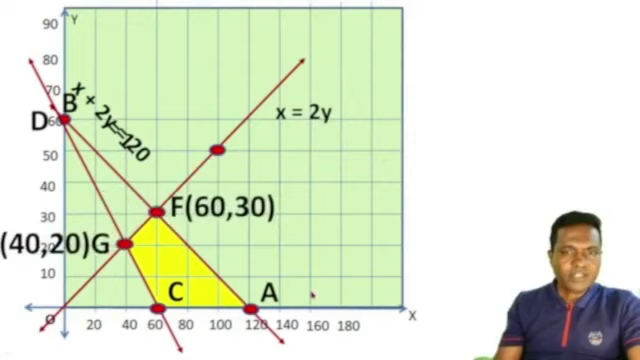 90 Y
80
70
B
x + 2y = 120
D 60
x = 2y
50
40
F(60,30)
30
(40,20)G
20
10
C
A
O
20 40 60 80 100 120 140 160 180
X